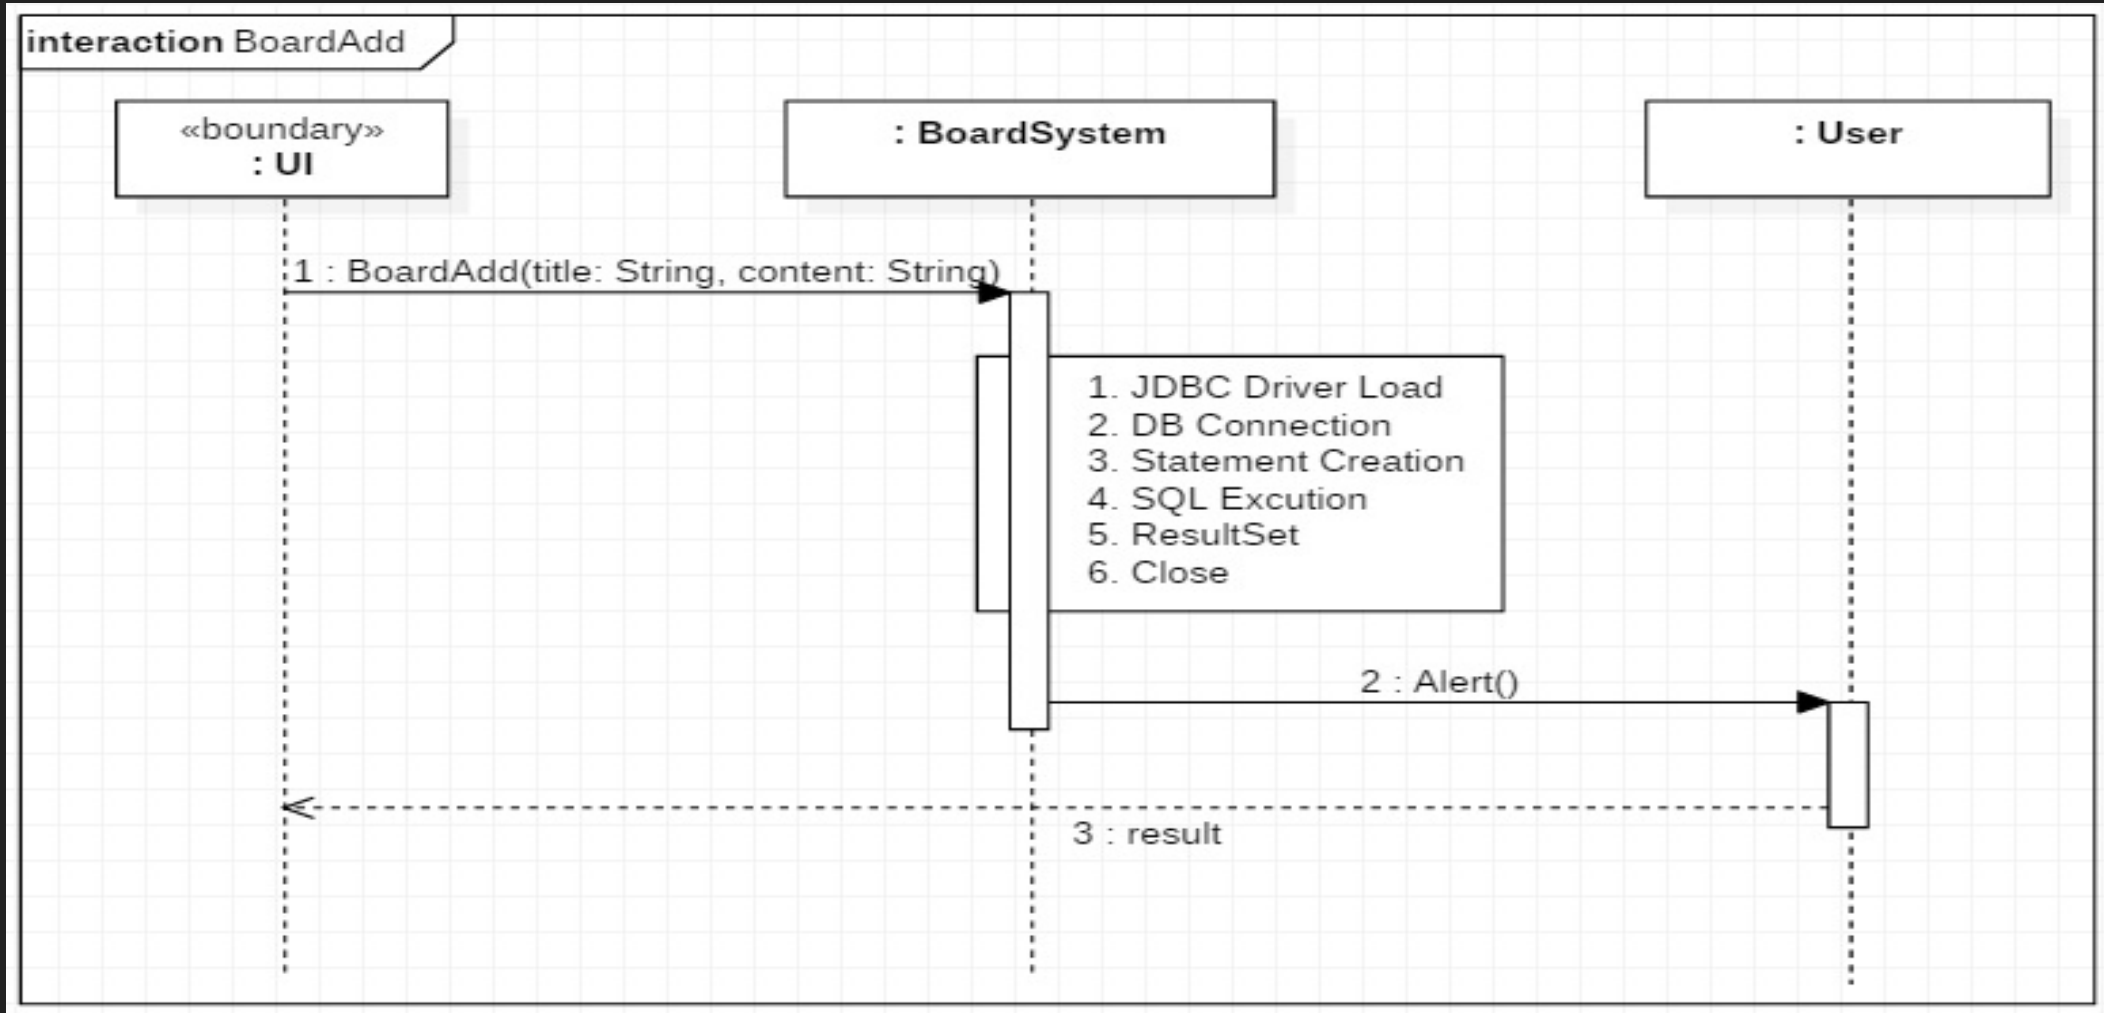 interaction BoardAdd
«boundary»
: UI
: BoardSystem
: User
1 : BoardAdd(title: String, content: String)
1. JDBC Driver Load
2. DB Connection
3. Statement Creation
4. SQL Excution
5. ResultSet
6. Close
2 : Alert()
3 : result